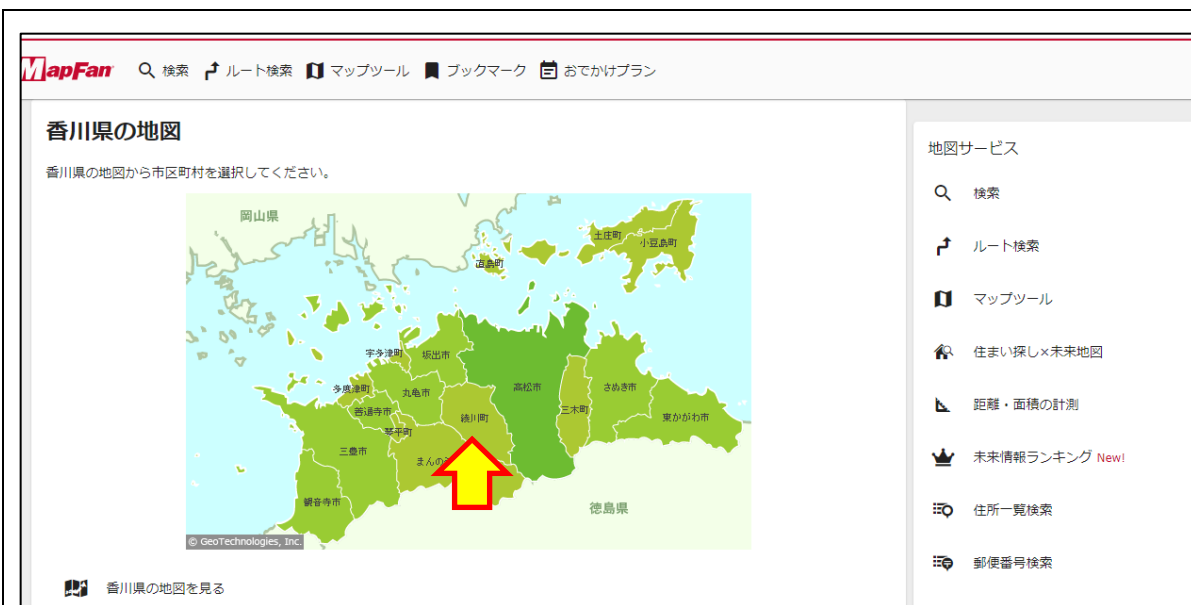 MapFan 検索 ルート検索 マップツール ブックマーク おでかけプラン
香川県の地図
香川県の地図から市区町村を選択してください。
岡山県
土庄町
小豆島町
直島町
宇多津町
坂出市
多度津町
丸亀市
高松市
さぬき市
善通寺市
綾川町
三木町
東かがわ市
琴平町
三豊市
まんの
観音寺市
徳島県
© GeoTechnologies, Inc.
香川県の地図を見る
地図サービス
検索
ルート検索
マップツール
住まい探し×未来地図
距離・面積の計測
未来情報ランキング New!
住所一覧検索
郵便番号検索